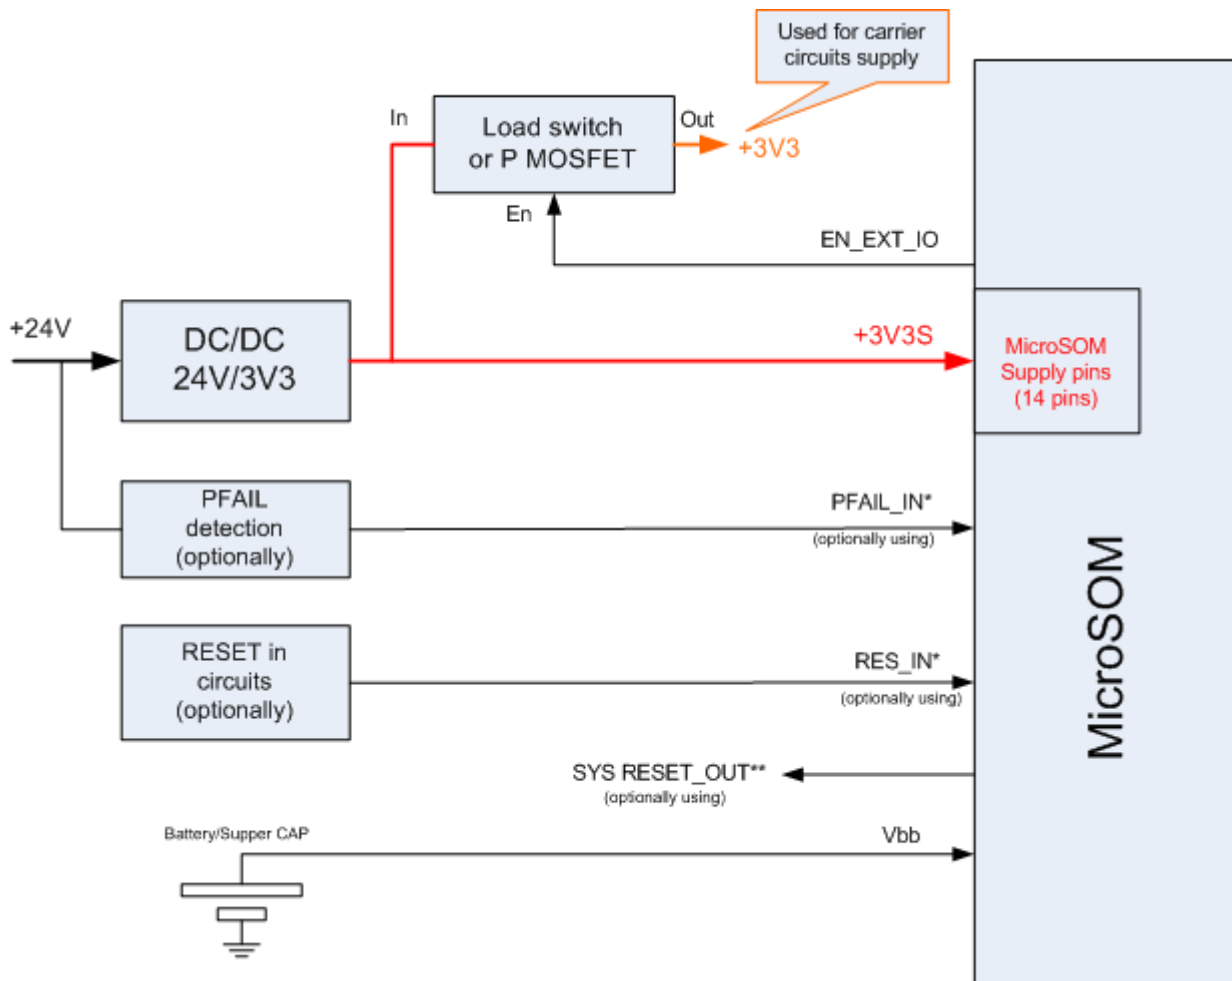 Used for carrier
circuits supply
In
Load switch
or P MOSFET
Out
+3V3
En
EN_EXT_IO
+24V
DC/DC
24V/3V3
+3V3S
MicroSOM
Supply pins
(14 pins)
PFAIL
detection
(optionally)
PFAIL_IN*
(optionally using)
MicroSOM
RESET in
circuits
(optionally)
RES_IN*
(optionally using)
SYS RESET_OUT**
(optionally using)
Battery/Supper CAP
Vbb